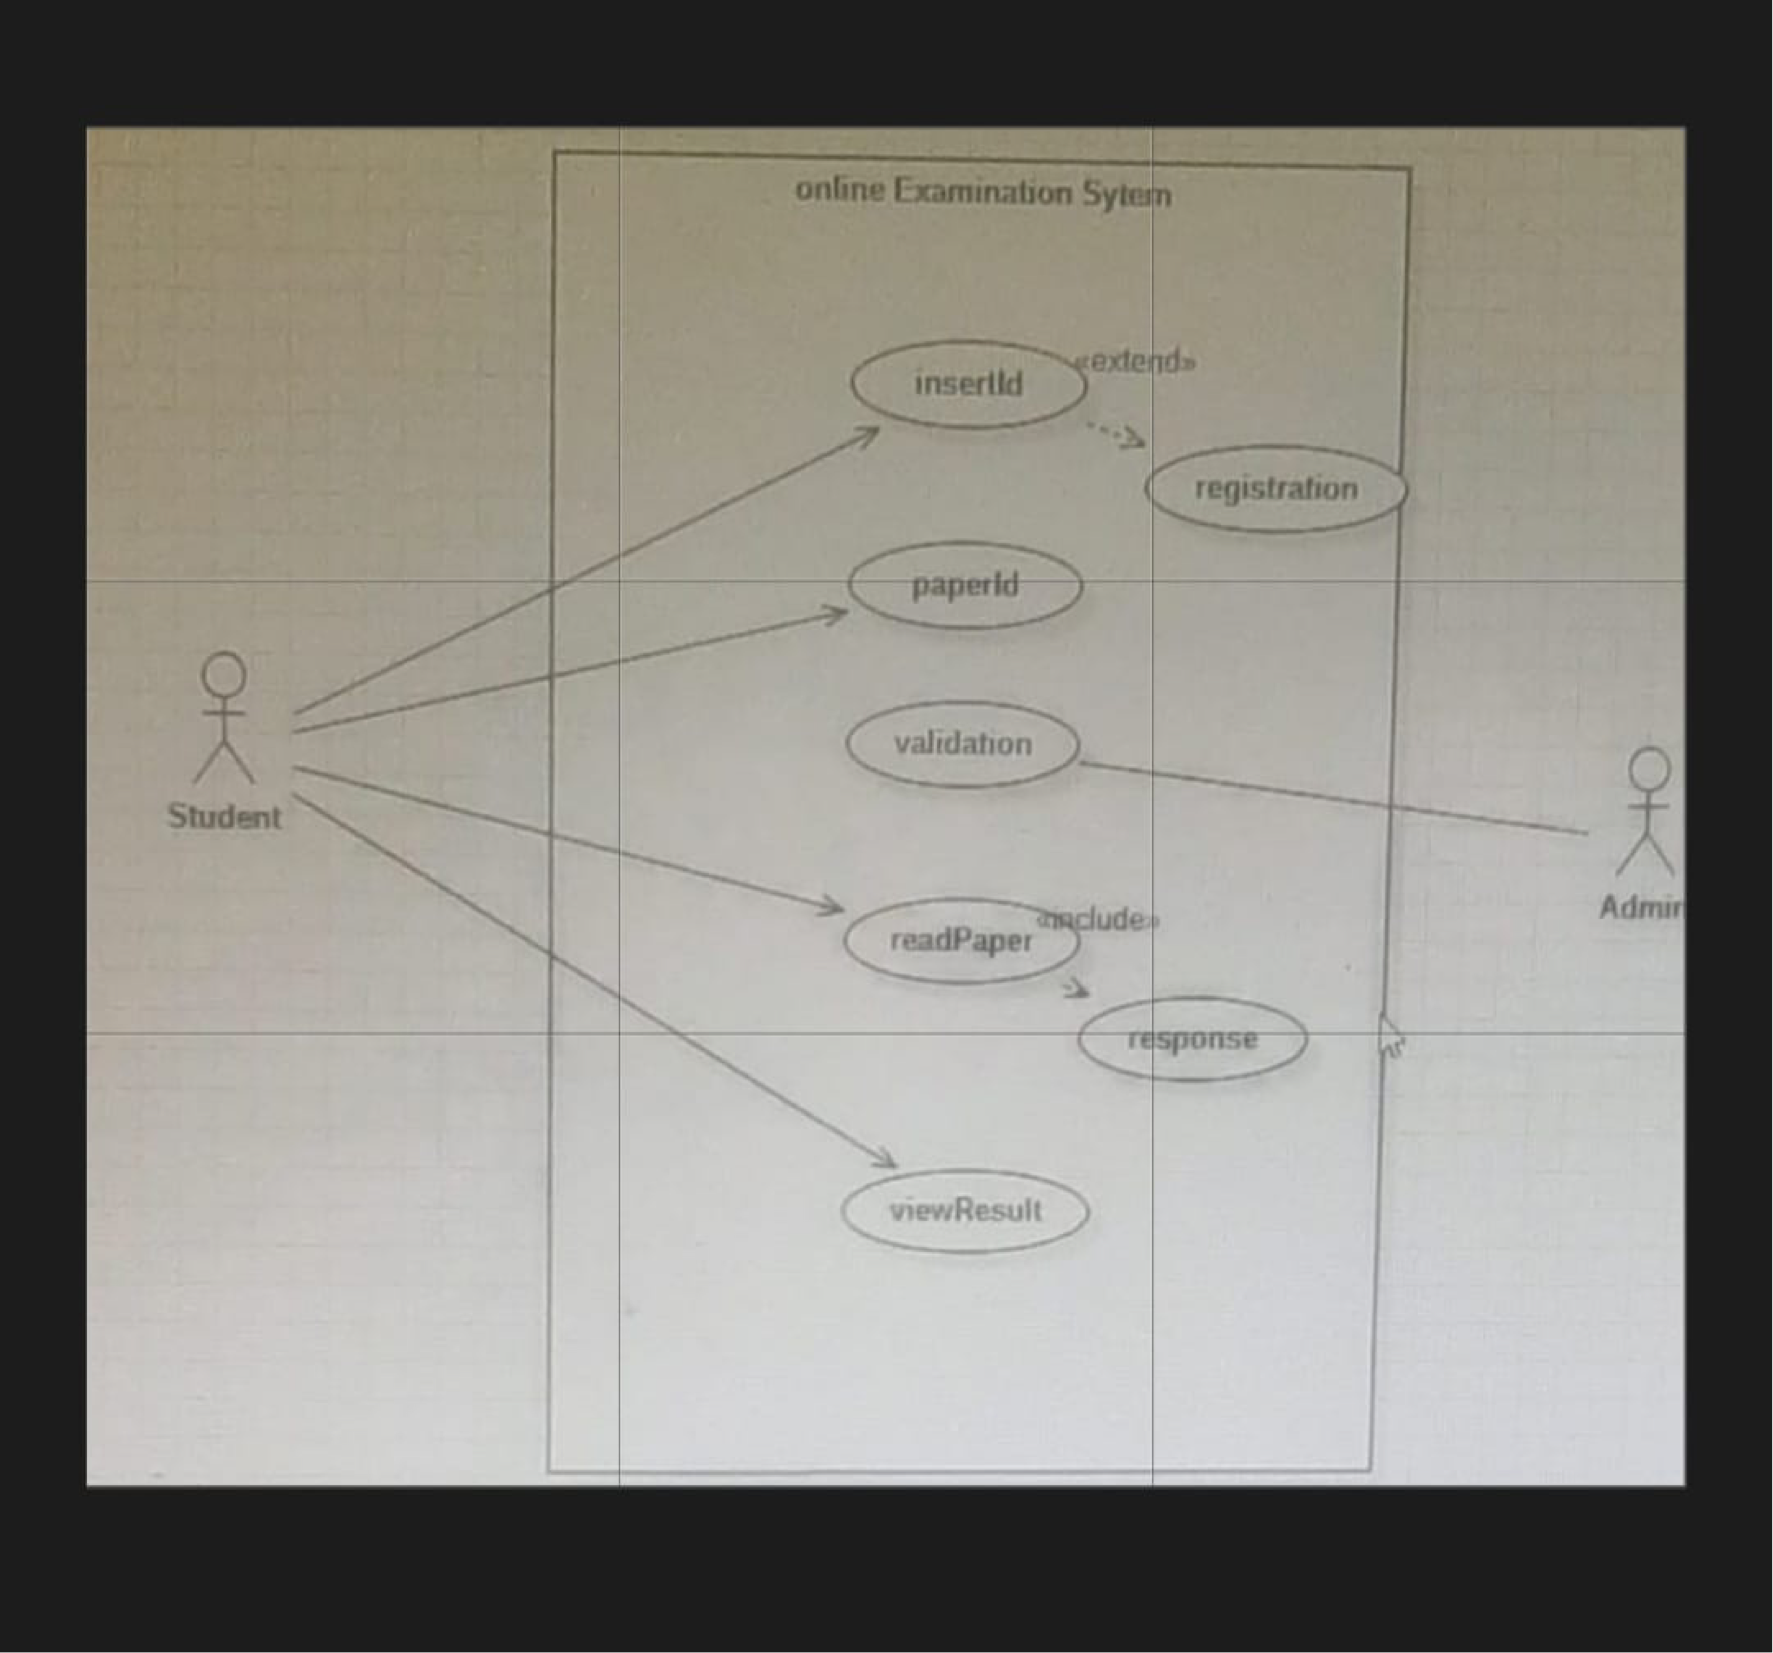 online Examination Sytem
insertId
«extend»
registration
paperId
validation
Student
Admin
readPaper
«include»
response
viewResult